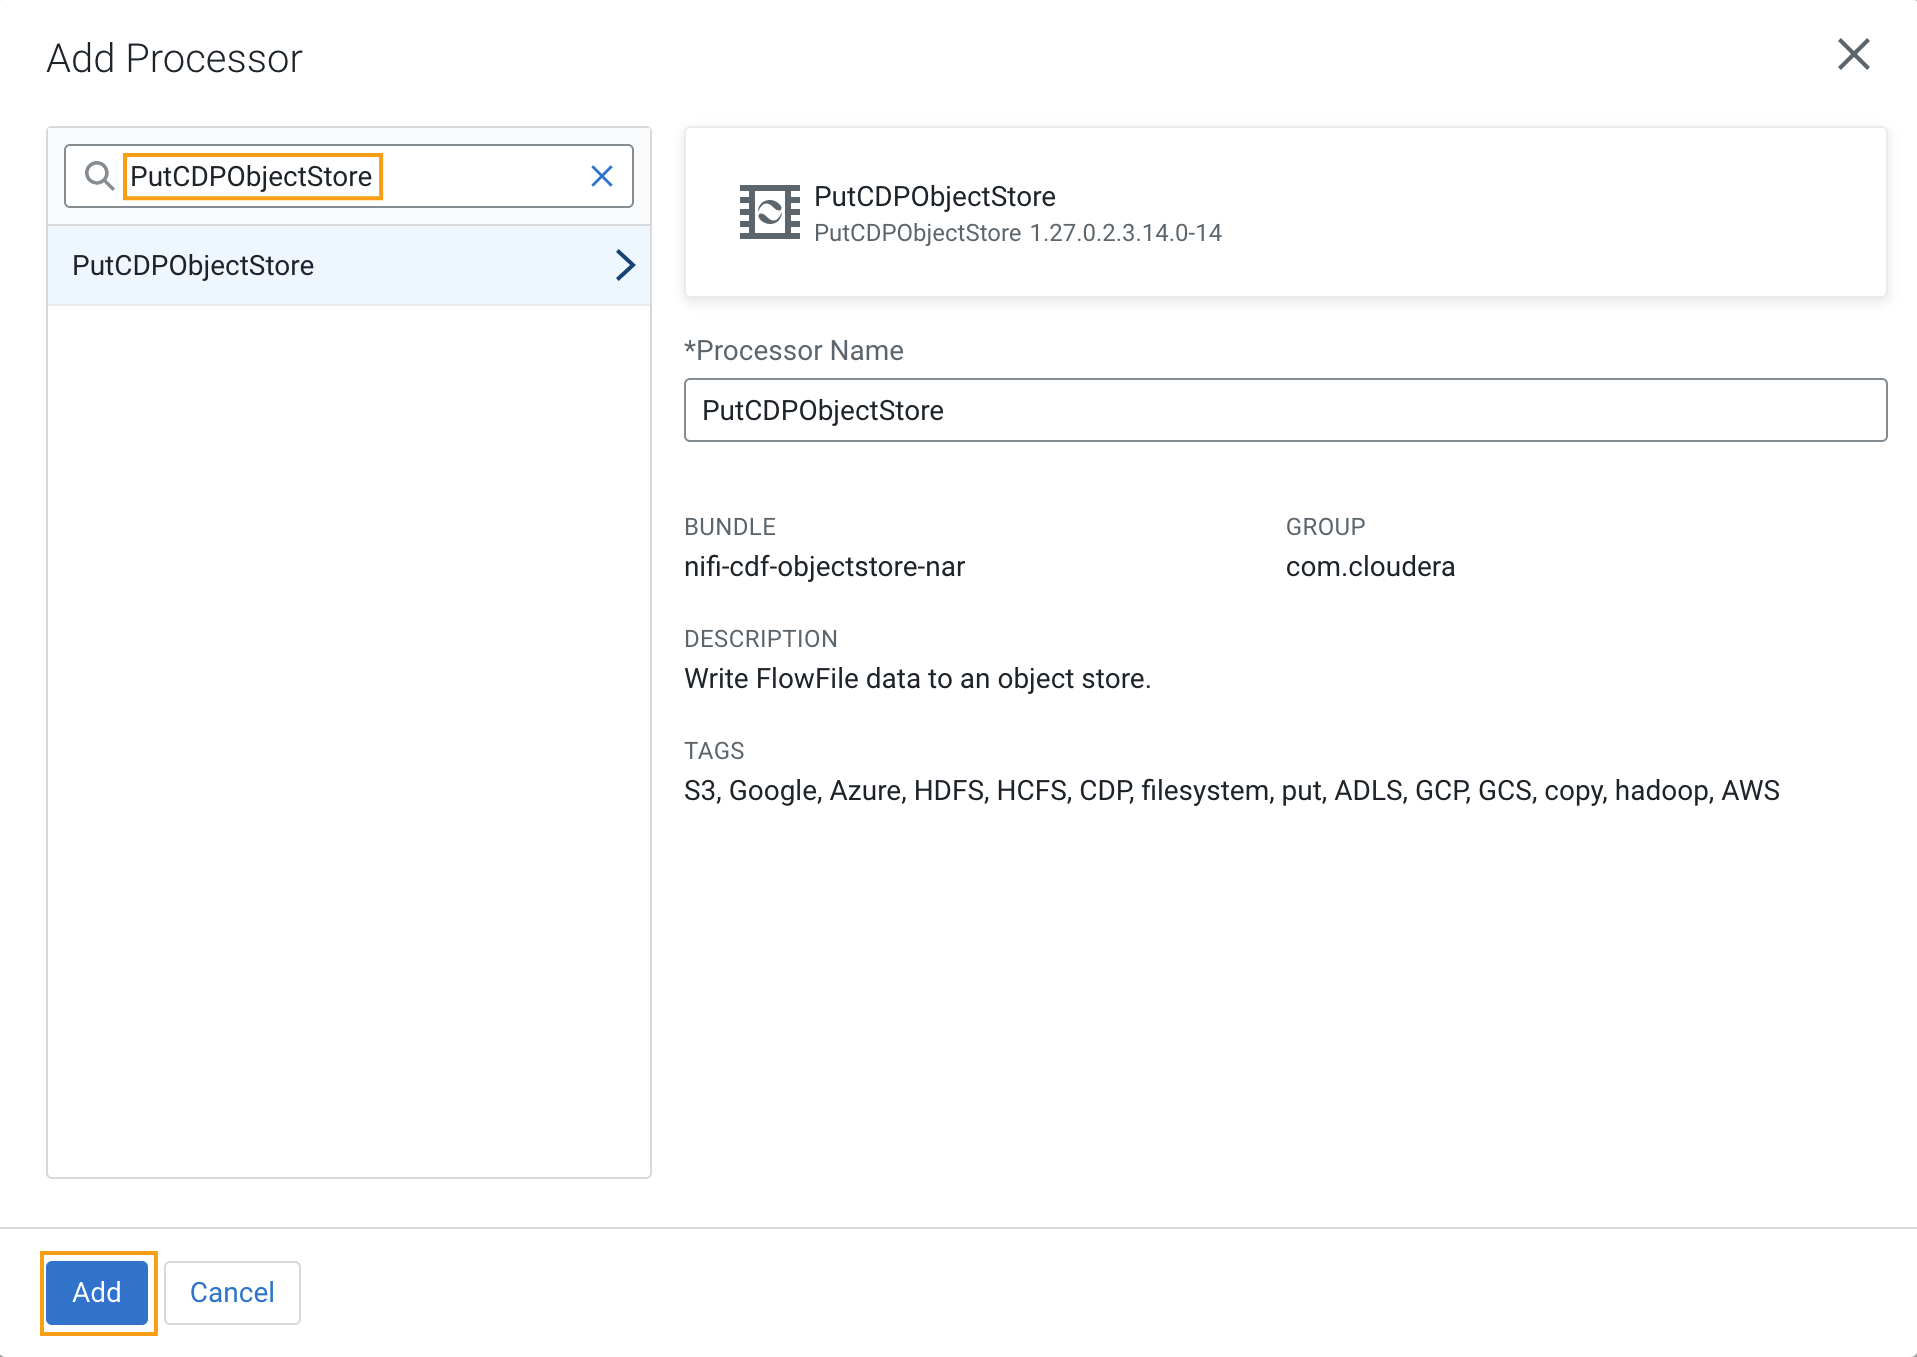 Add Processor
PutCDPObjectStore
PutCDPObjectStore
PutCDPObjectStore
PutCDPObjectStore 1.27.0.2.3.14.0-14
*Processor Name
PutCDPObjectStore
BUNDLE
nifi-cdf-objectstore-nar
GROUP
com.cloudera
DESCRIPTION
Write FlowFile data to an object store.
TAGS
S3, Google, Azure, HDFS, HCFS, CDP, filesystem, put, ADLS, GCP, GCS, copy, hadoop, AWS
Add
Cancel